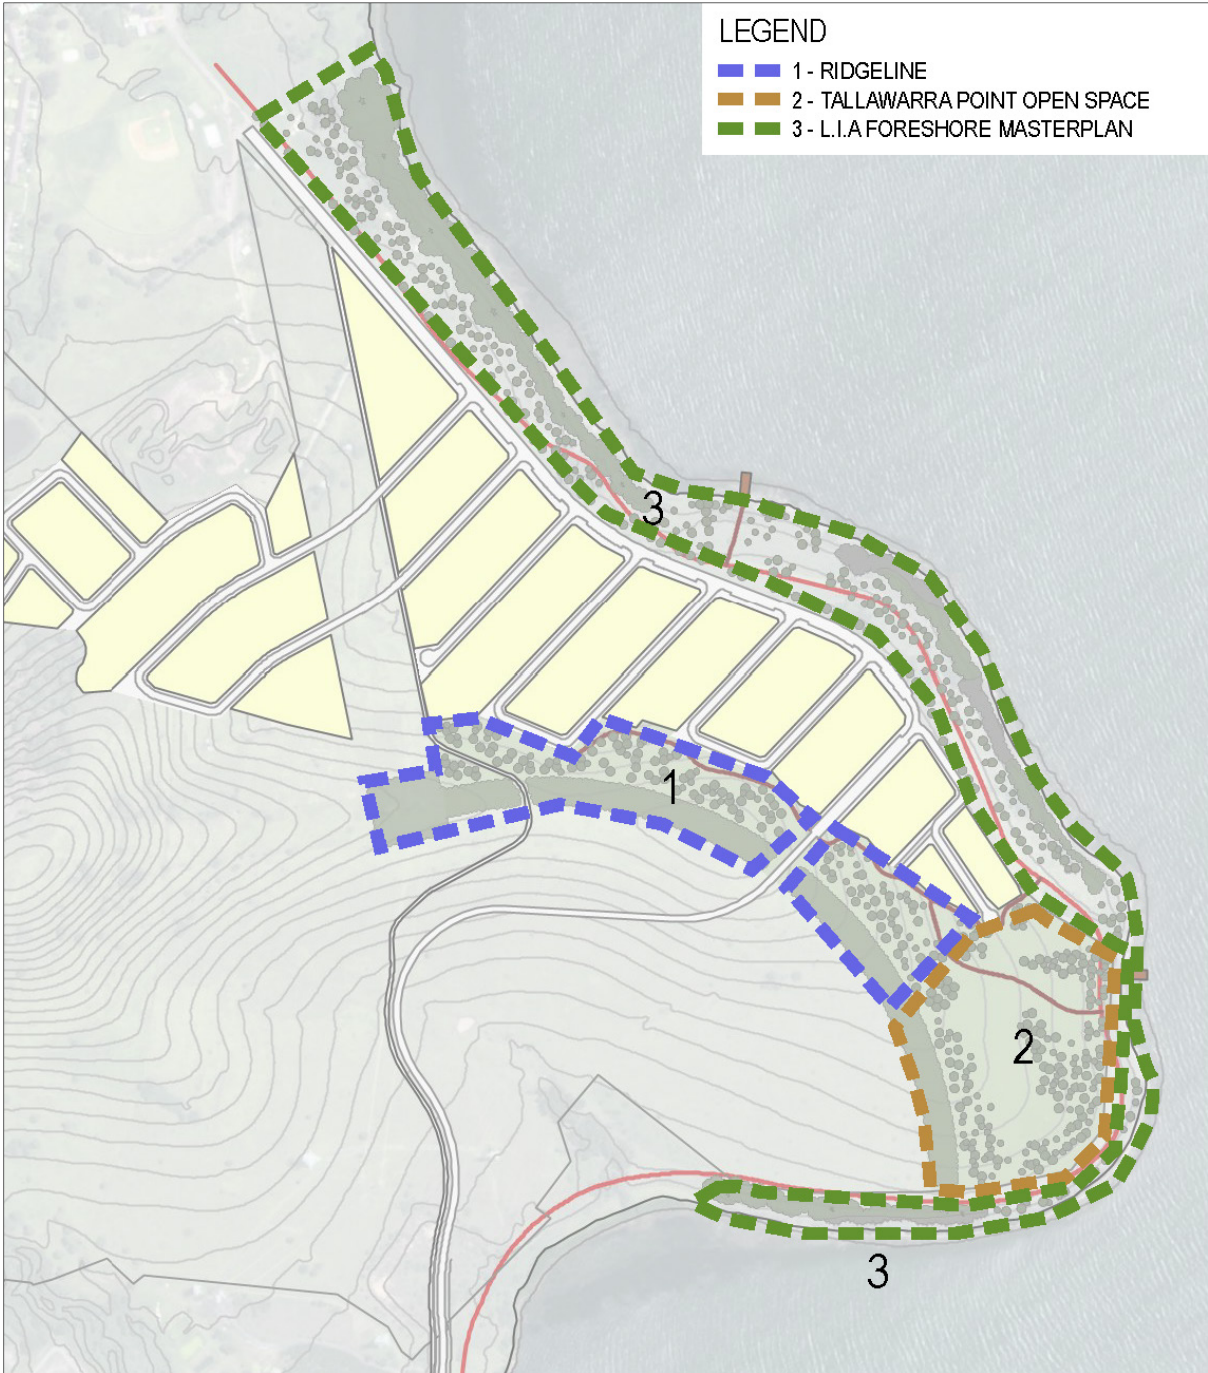 LEGEND
1 - RIDGELINE
2 - TALLAWARRA POINT OPEN SPACE
3 - L.I.A FORESHORE MASTERPLAN
3
1
2
3